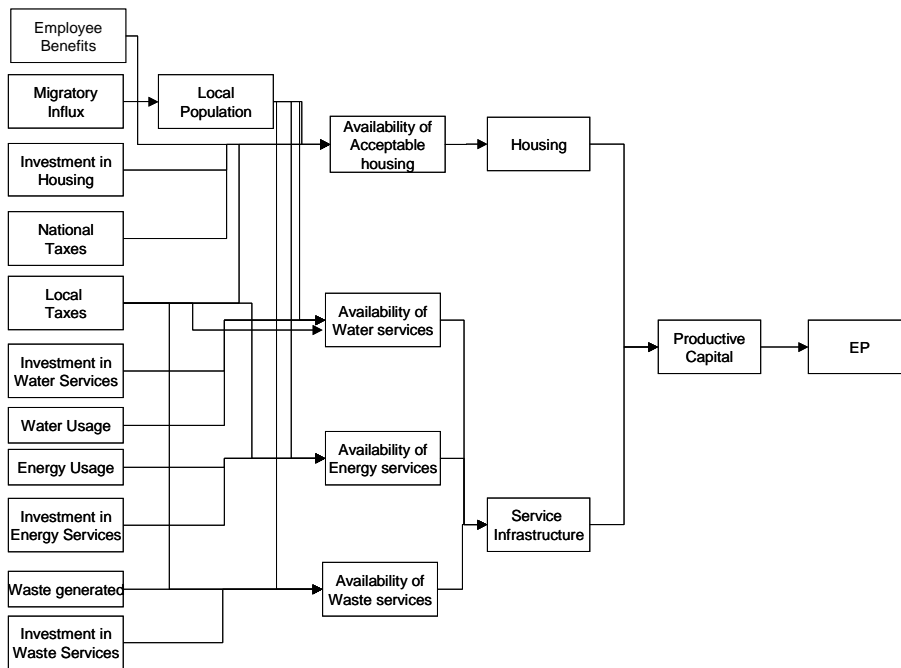 Employee
Benefits
Migratory
Influx
Local
Population
Availability of
Acceptable
housing
Housing
Investment in
Housing
National
Taxes
Local
Taxes
Availability of
Water services
Productive
Capital
EP
Investment in
Water Services
Water Usage
Energy Usage
Availability of
Energy services
Investment in
Energy Services
Service
Infrastructure
Waste generated
Availability of
Waste services
Investment in
Waste Services